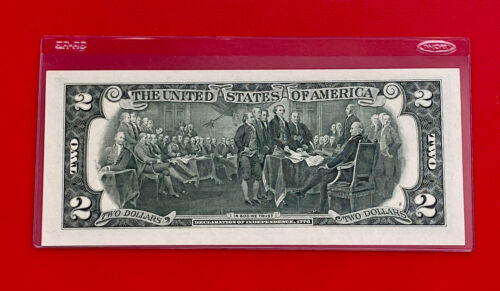 2 THE UNITED STATES OF AMERICA 2
TWO TWO
2 TWO DOLLARS IN GOD WE TRUST TWO DOLLARS 2
DECLARATION OF INDEPENDENCE, 1776